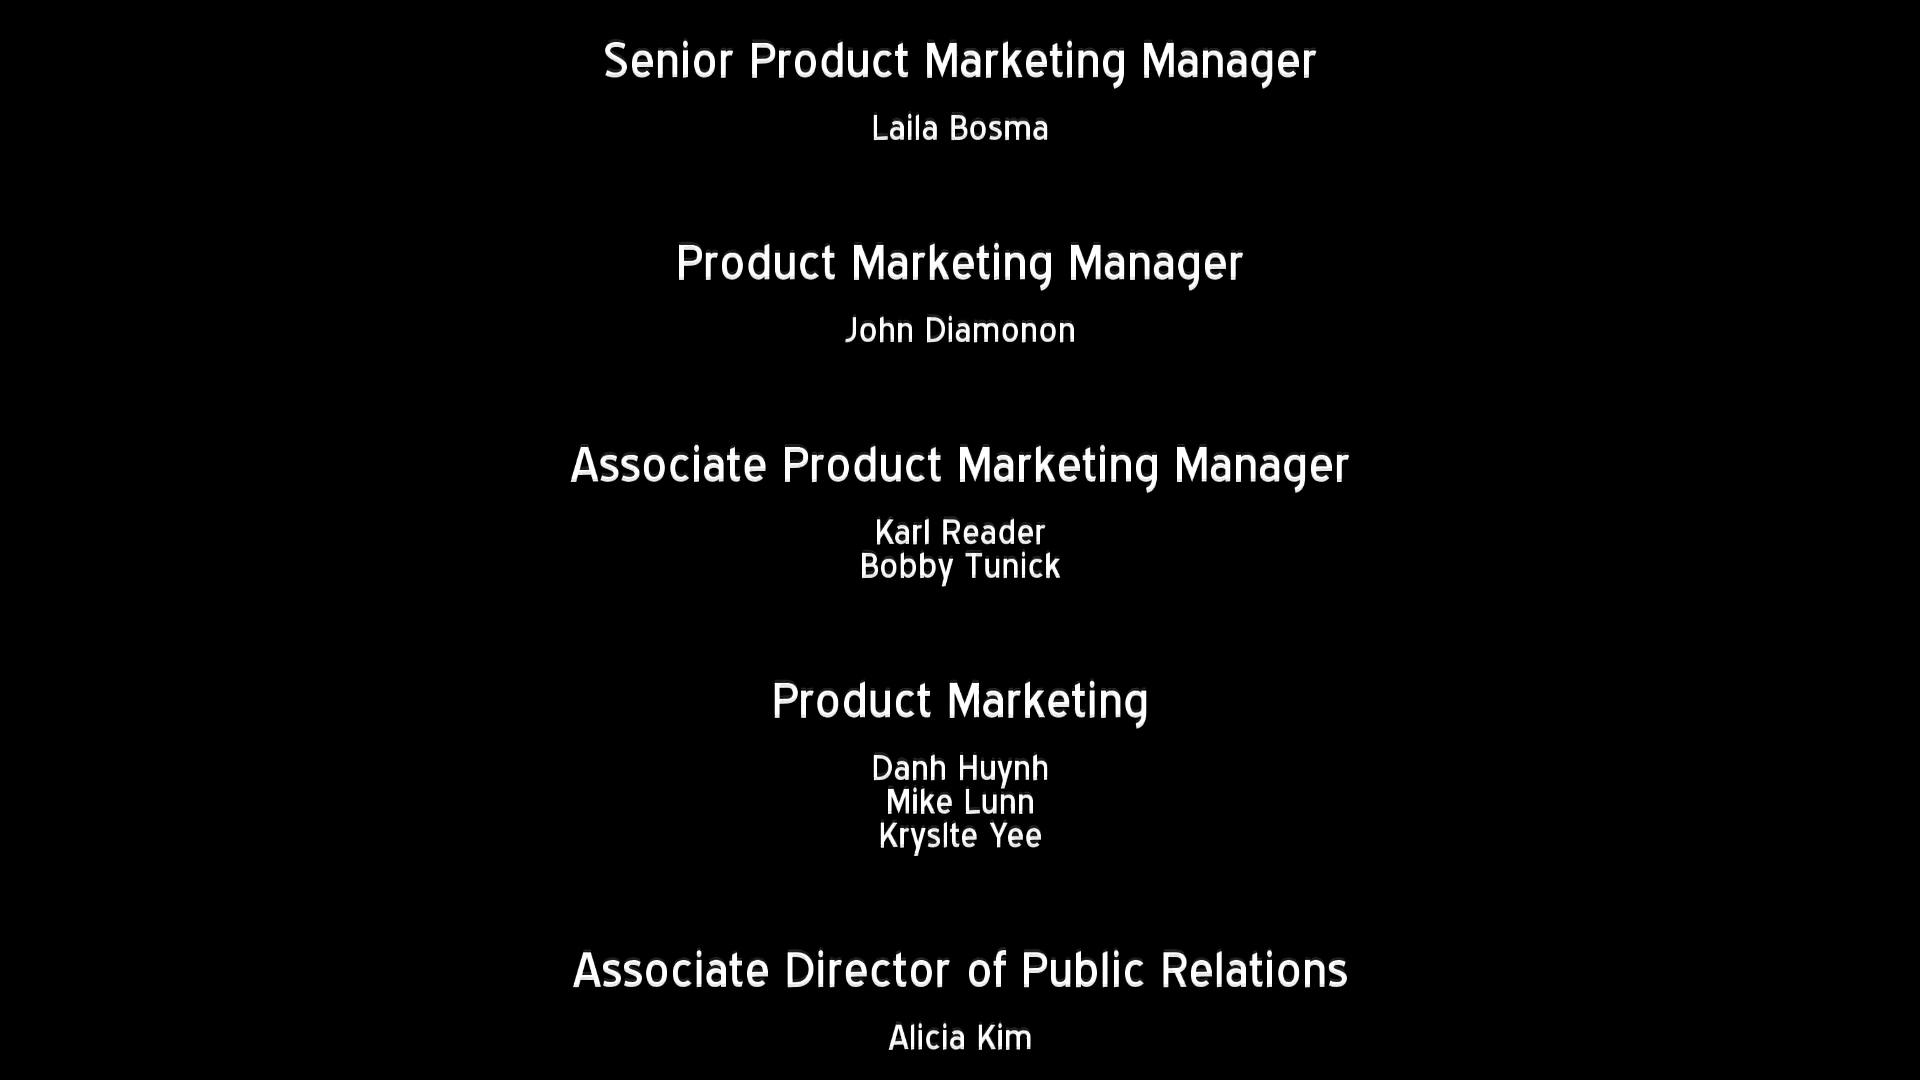 Senior Product Marketing Manager
Laila Bosma
Product Marketing Manager
John Diamonon
Associate Product Marketing Manager
Karl Reader
Bobby Tunick
Product Marketing
Danh Huynh
Mike Lunn
Kryslte Yee
Associate Director of Public Relations
Alicia Kim